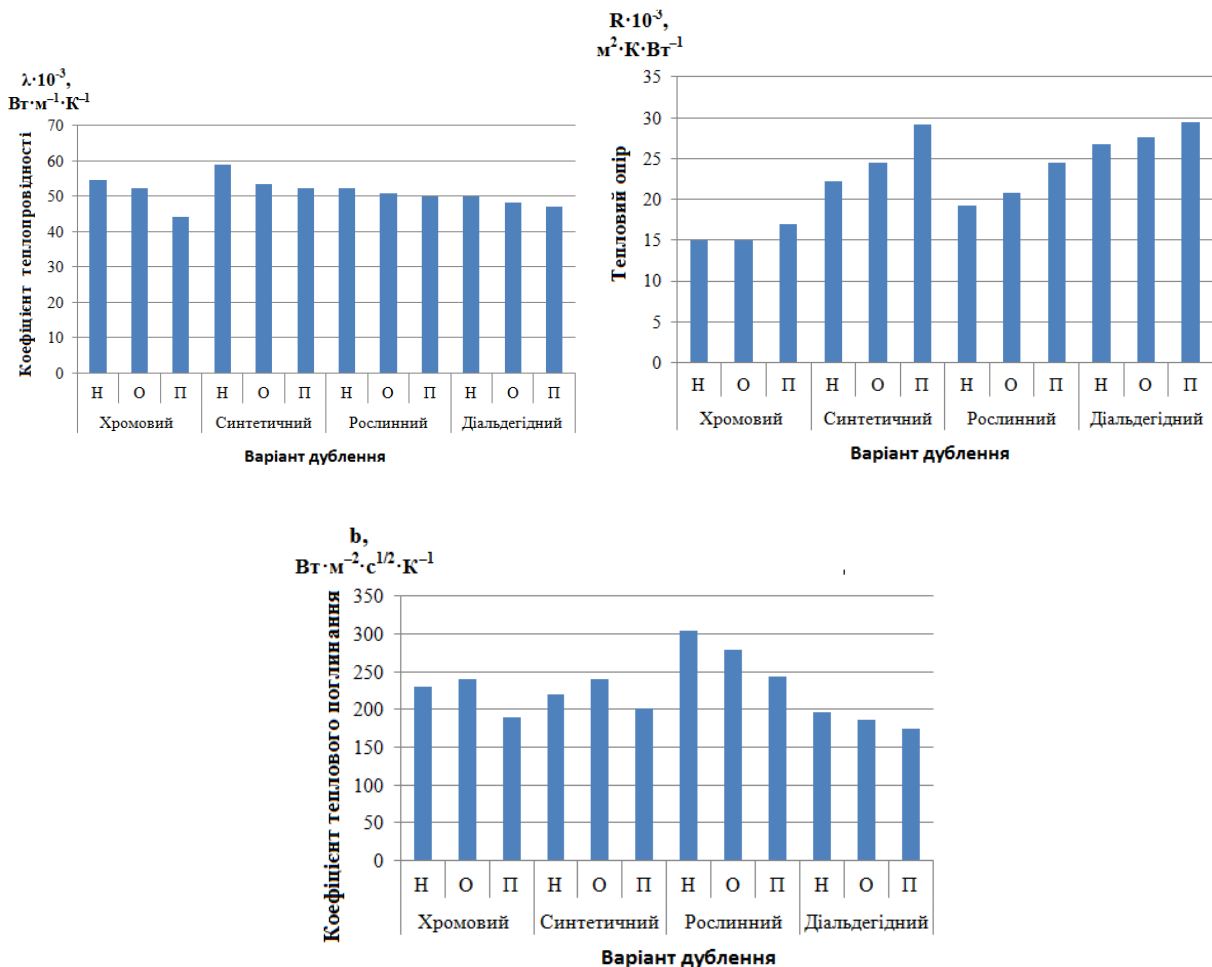 λ·10⁻³,
Вт·м⁻¹·К⁻¹
Коефіцієнт теплопровідності
70
60
50
40
30
20
10
0
Н О П Н О П Н О П Н О П
Хромовий Синтетичний Рослинний Діальдегідний
Варіант дублення
R·10⁻³,
м²·К·Вт⁻¹
Тепловий опір
35
30
25
20
15
10
5
0
Н О П Н О П Н О П Н О П
Хромовий Синтетичний Рослинний Діальдегідний
Варіант дублення
b,
Вт·м⁻²·с¹/²·К⁻¹
Коефіцієнт теплового поглинання
350
300
250
200
150
100
50
0
Н О П Н О П Н О П Н О П
Хромовий Синтетичний Рослинний Діальдегідний
Варіант дублення